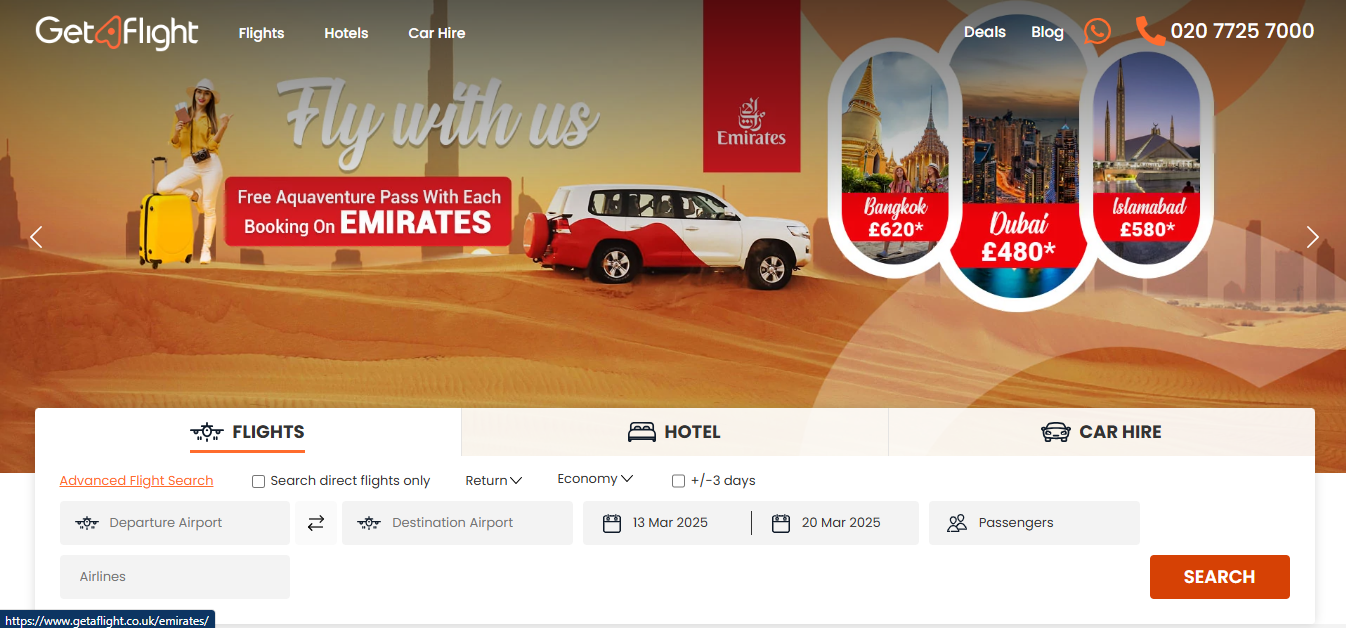 GetAFlight
Flights
Hotels
Car Hire
Deals
Blog
020 7725 7000
Fly with us
Free Aquaventure Pass With Each
Booking On EMIRATES
Emirates
Bangkok
£620*
Dubai
£480*
Islamabad
£580*
FLIGHTS
HOTEL
CAR HIRE
Advanced Flight Search
Search direct flights only
Return
Economy
+/-3 days
Departure Airport
Destination Airport
13 Mar 2025
20 Mar 2025
Passengers
Airlines
SEARCH
https://www.getaflight.co.uk/emirates/